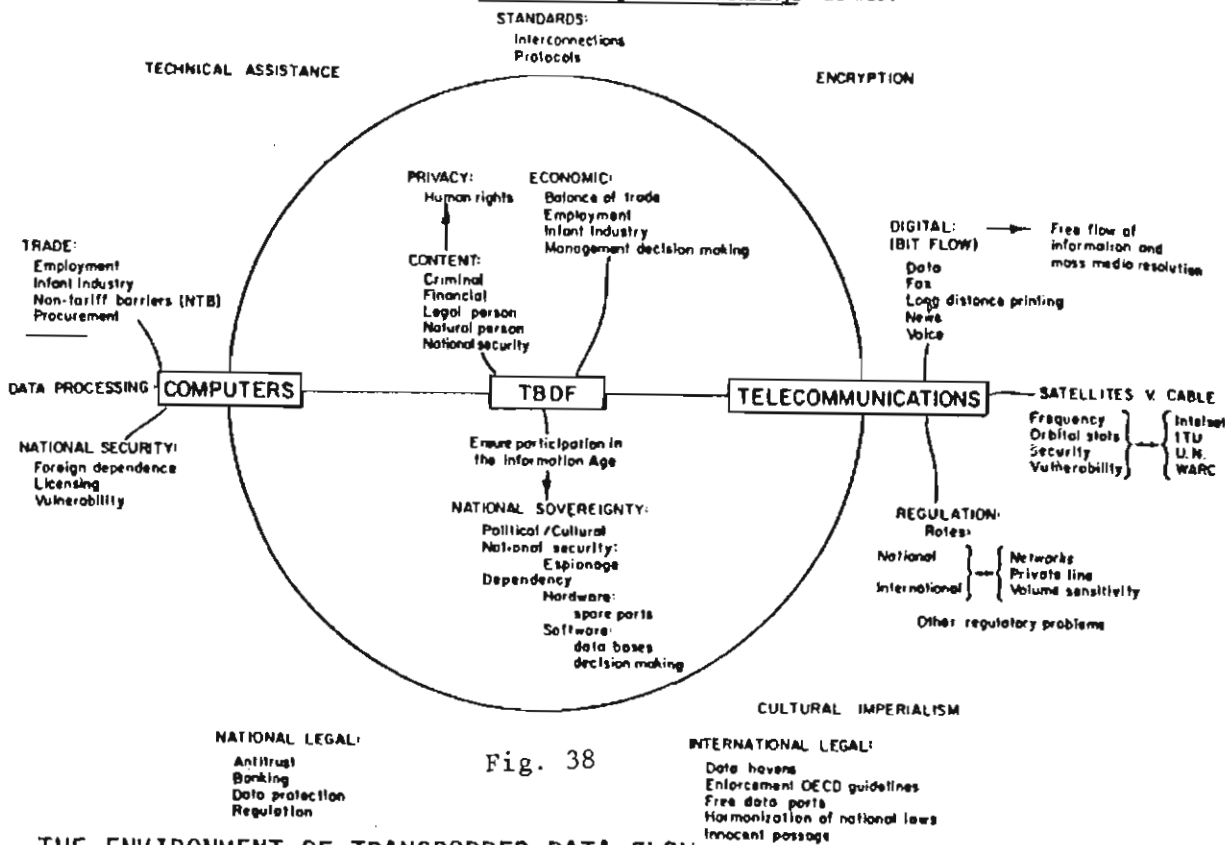 STANDARDS:
Interconnections
Protocols
TECHNICAL ASSISTANCE
ENCRYPTION
PRIVACY:
Human rights
ECONOMIC:
Balance of trade
Employment
Infant Industry
Management decision making
CONTENT:
Criminal
Financial
Legal person
Natural person
National security
TRADE:
Employment
Infant Industry
Non-tariff barriers (NTB)
Procurement
DIGITAL:
(BIT FLOW)
Free flow of
information and
mass media resolution
Data
Fax
Long distance printing
News
Voice
DATA PROCESSING
COMPUTERS
TBDF
TELECOMMUNICATIONS
SATELLITES V. CABLE
Frequency
Orbital slots
Security
Vulnerability
Intelsat
ITU
U.N.
WARC
NATIONAL SECURITY:
Foreign dependence
Licensing
Vulnerability
Ensure participation in
the Information Age
NATIONAL SOVEREIGNTY:
Political/Cultural
National security:
Espionage
Dependency
Hardware:
spare parts
Software:
data bases
decision making
REGULATION:
Rates:
National
International
Networks
Private line
Volume sensitivity
Other regulatory problems
CULTURAL IMPERIALISM
NATIONAL LEGAL:
Antitrust
Banking
Data protection
Regulation
Fig. 38
INTERNATIONAL LEGAL:
Data havens
Enforcement OECD guidelines
Free data ports
Harmonization of national laws
Innocent passage
THE ENVIRONMENT OF TRANSBORDER DATA FLOW